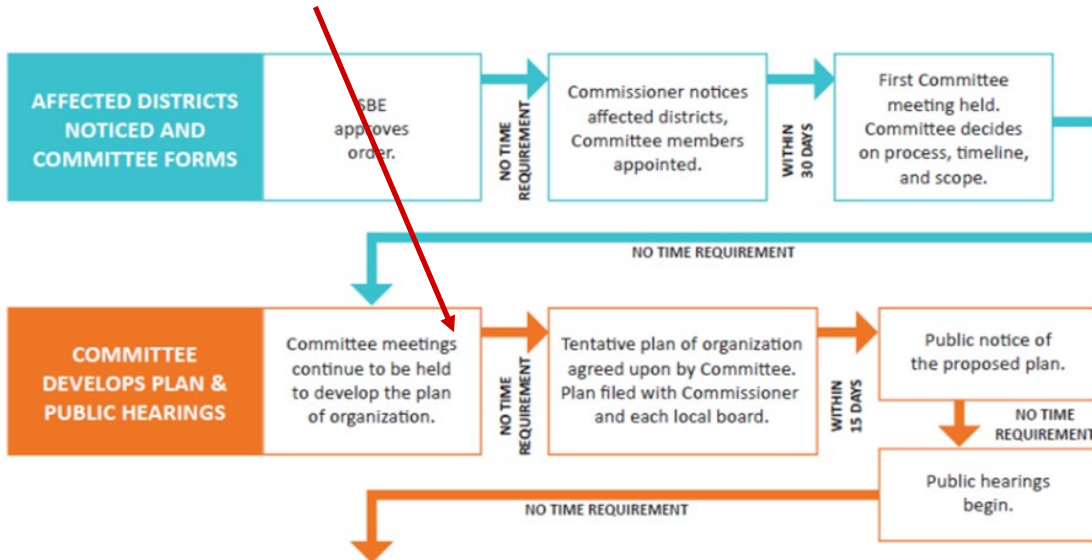 AFFECTED DISTRICTS
NOTICED AND
COMMITTEE FORMS
SBE
approves
order.
NO TIME
REQUIREMENT
Commissioner notices
affected districts,
Committee members
appointed.
WITHIN
30 DAYS
First Committee
meeting held.
Committee decides
on process, timeline,
and scope.
NO TIME REQUIREMENT
COMMITTEE
DEVELOPS PLAN &
PUBLIC HEARINGS
Committee meetings
continue to be held
to develop the plan
of organization.
NO TIME
REQUIREMENT
Tentative plan of organization
agreed upon by Committee.
Plan filed with Commissioner
and each local board.
WITHIN
15 DAYS
Public notice of
the proposed plan.
NO TIME
REQUIREMENT
Public hearings
begin.
NO TIME REQUIREMENT